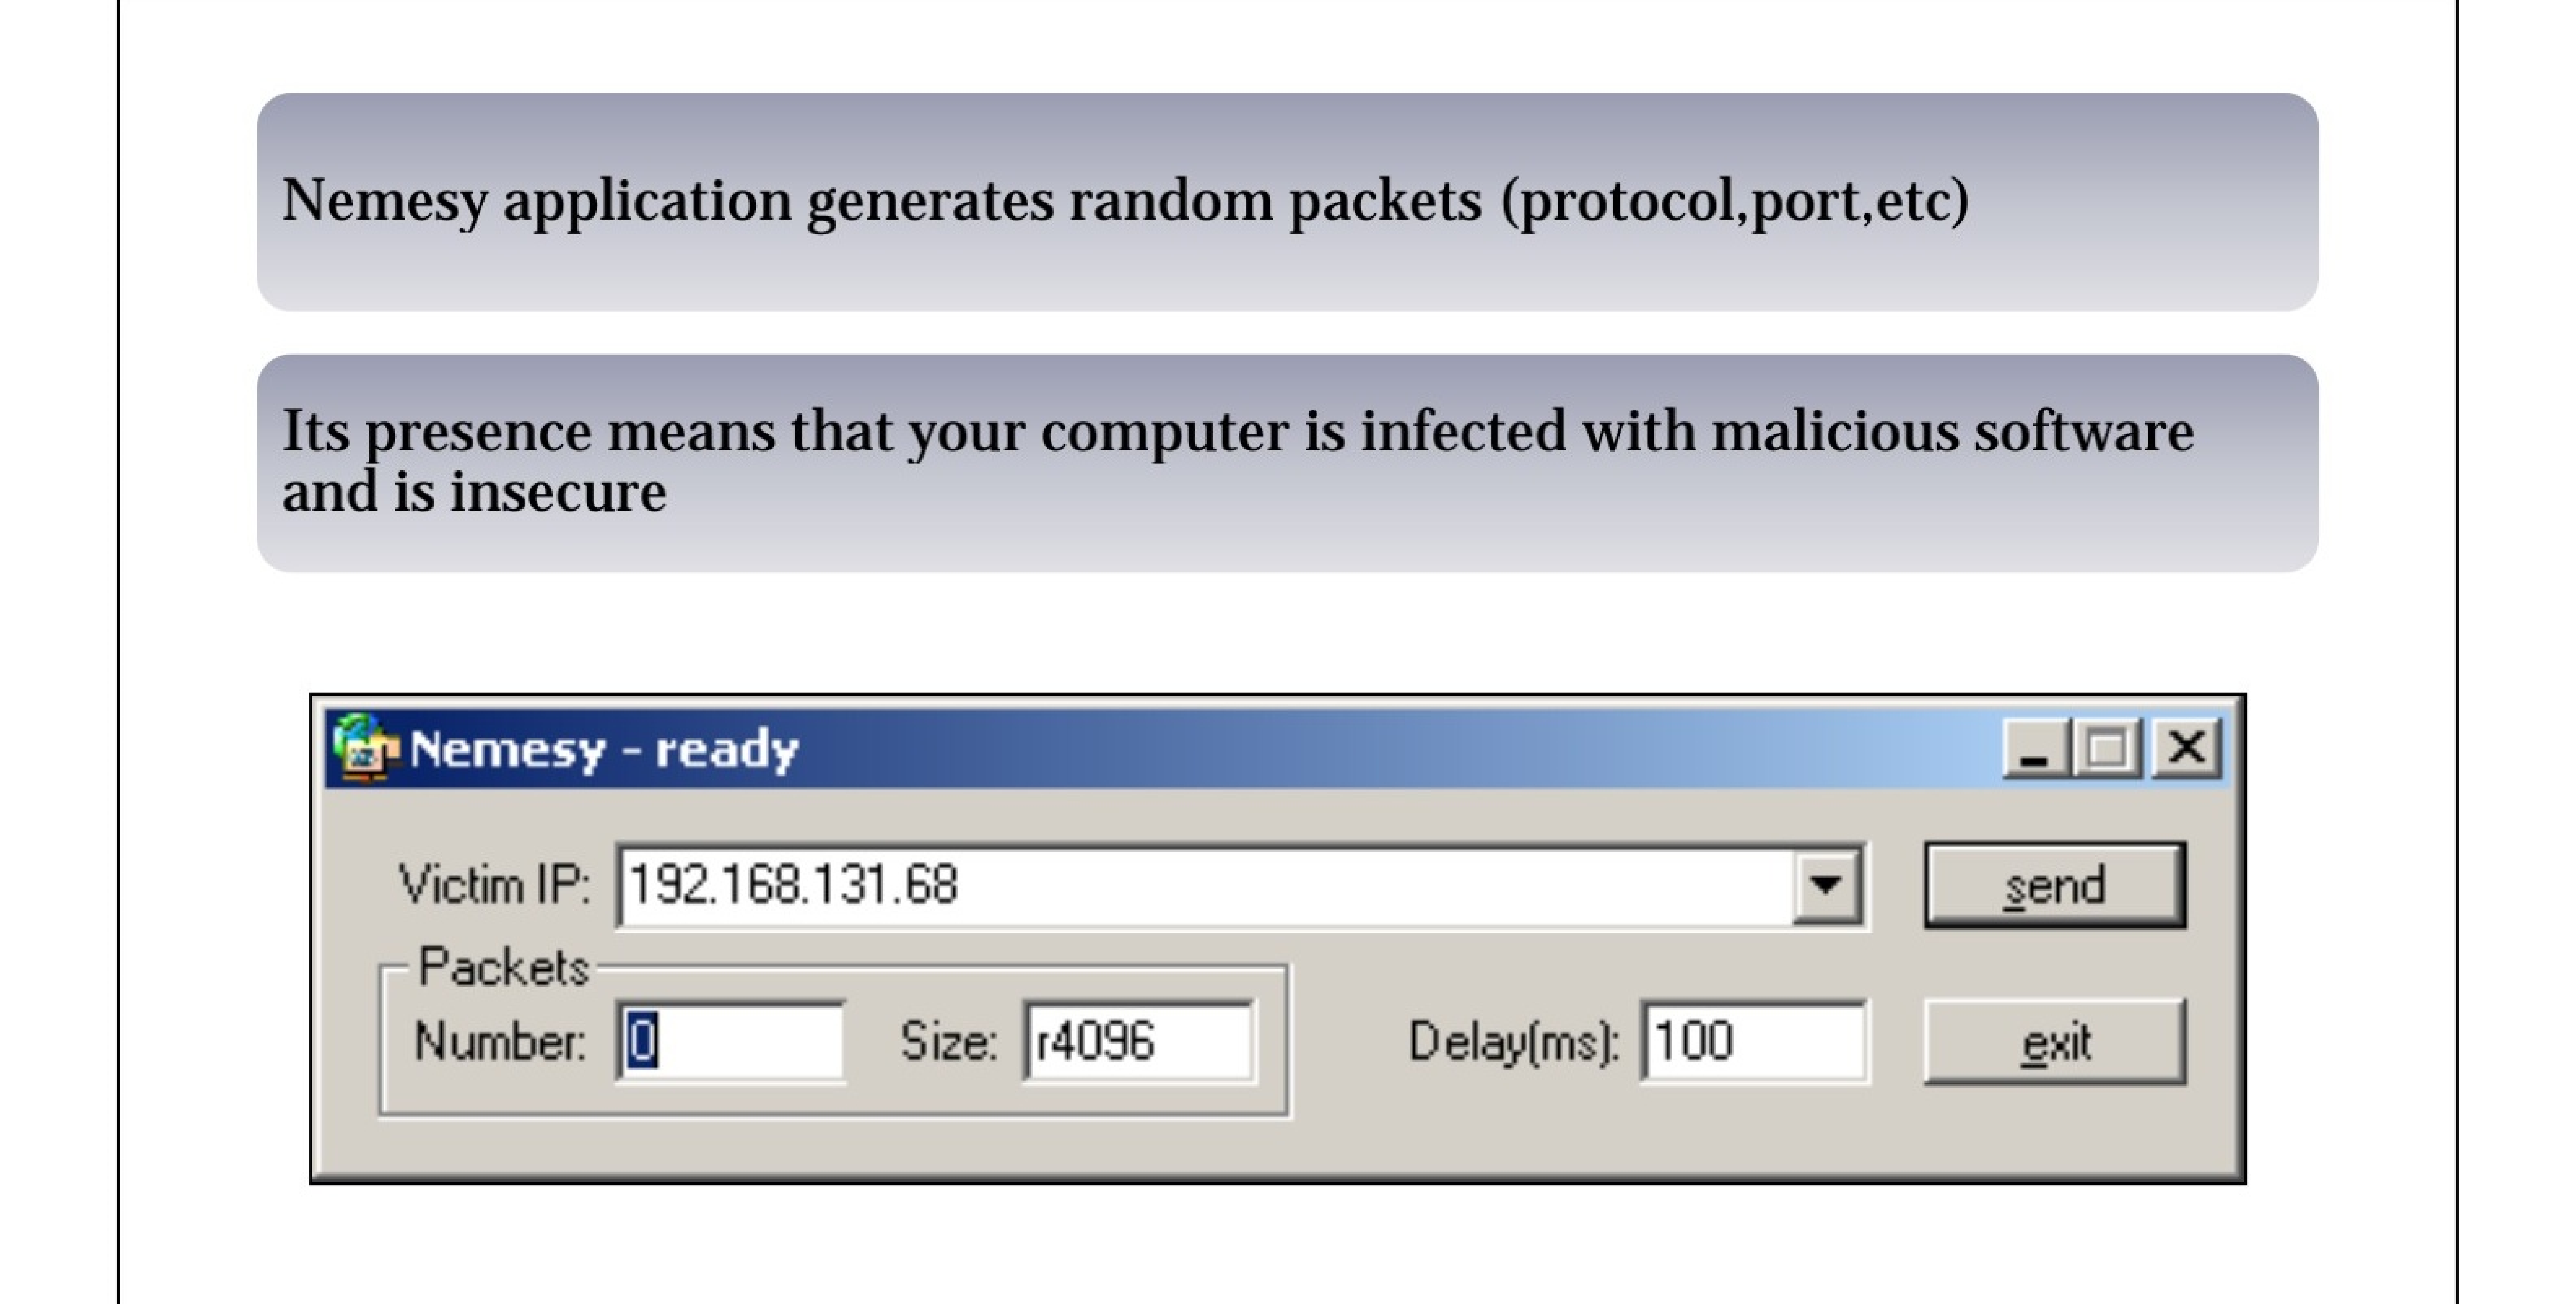 Nemesy application generates random packets (protocol,port,etc)
Its presence means that your computer is infected with malicious software
and is insecure
Nemesy - ready
Victim IP: 192.168.131.68 send
Packets
Number: 0 Size: r4096 Delay(ms): 100 exit